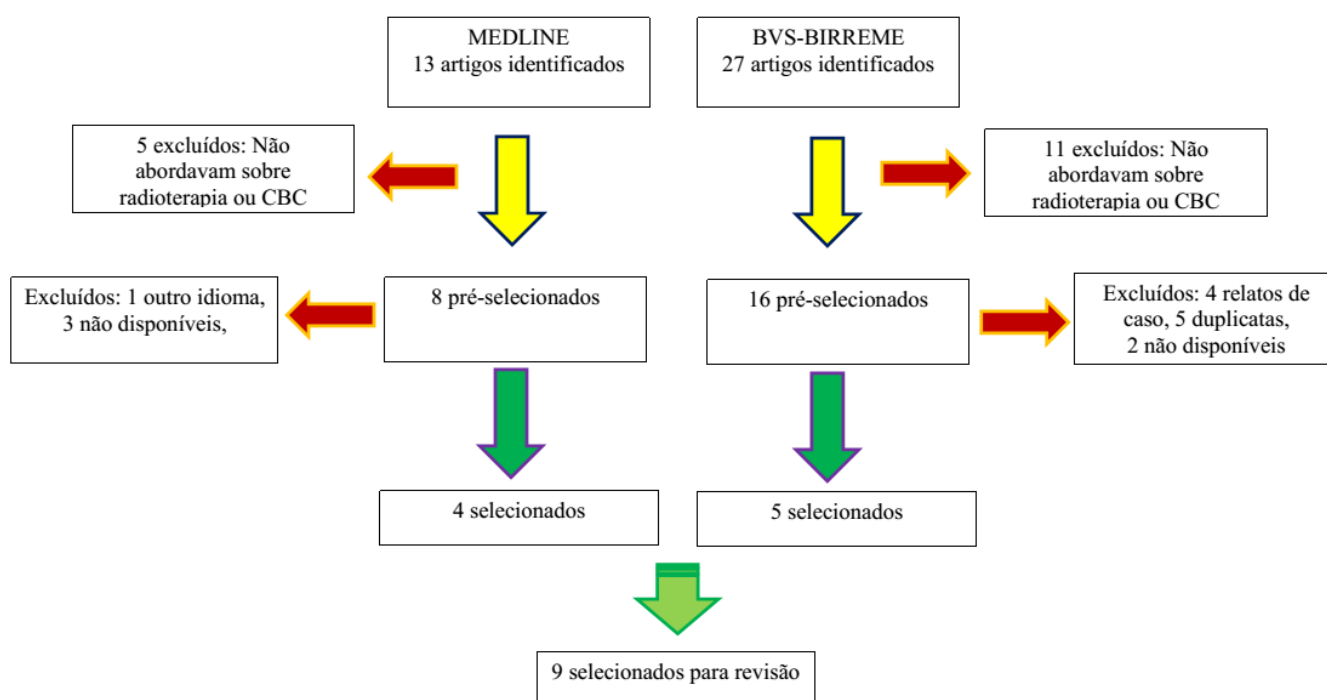 MEDLINE
13 artigos identificados
BVS-BIRREME
27 artigos identificados
5 excluídos: Não
abordavam sobre
radioterapia ou CBC
11 excluídos: Não
abordavam sobre
radioterapia ou CBC
Excluídos: 1 outro idioma,
3 não disponíveis,
8 pré-selecionados
16 pré-selecionados
Excluídos: 4 relatos de
caso, 5 duplicatas,
2 não disponíveis
4 selecionados
5 selecionados
9 selecionados para revisão